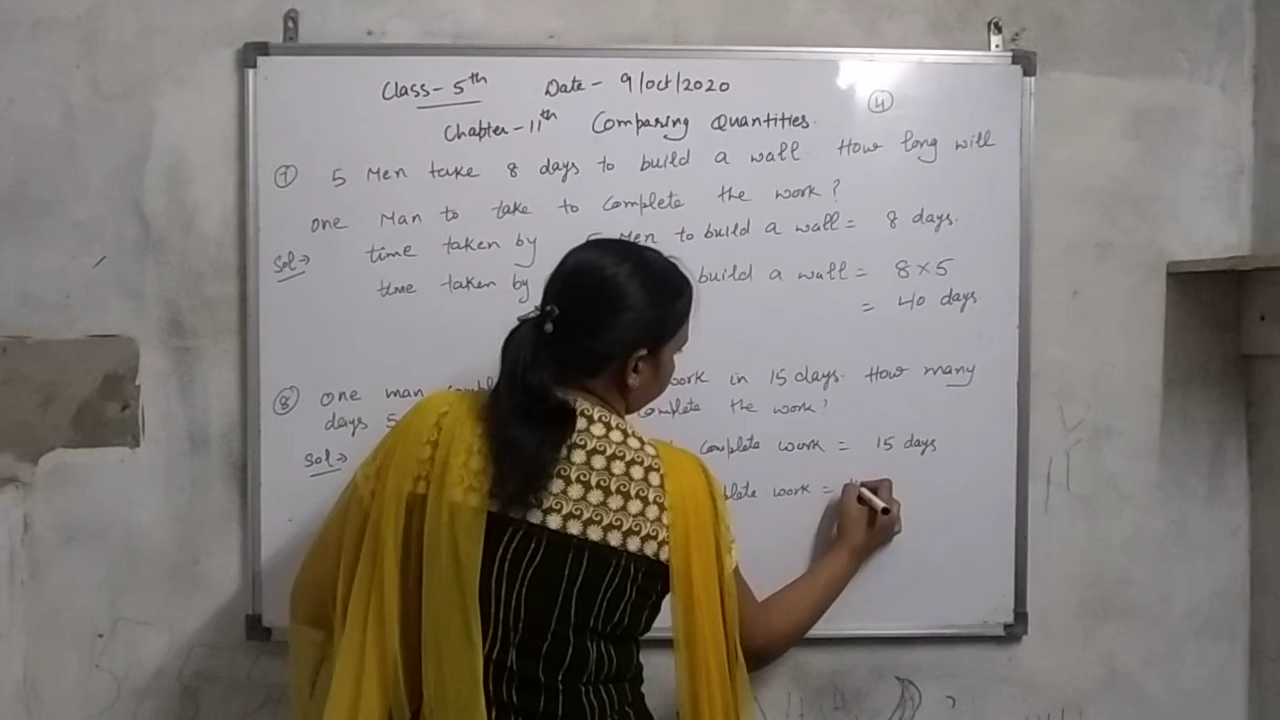 Class - 5th Date - 9/oct/2020
4
Chapter - 11th Comparing Quantities.
7 5 Men take 8 days to build a wall. How long will
one Man to take to complete the work?
Sol→ time taken by 5 Men to build a wall = 8 days.
time taken by build a wall = 8×5
= 40 days.
8 one man work in 15 days. How many
days 5 complete the work?
Sol→ complete work = 15 days
work =